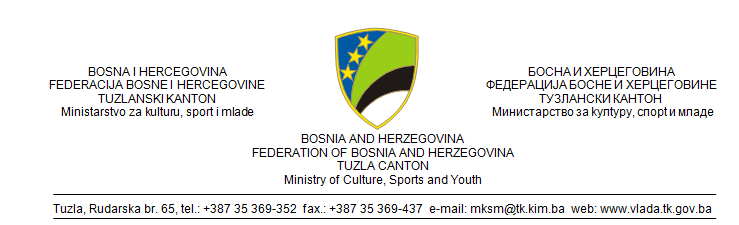 BOSNA I HERCEGOVINA
FEDERACIJA BOSNE I HERCEGOVINE
TUZLANSKI KANTON
Ministarstvo za kulturu, sport i mlade
БОСНА И ХЕРЦЕГОВИНА
ФЕДЕРАЦИЈА БОСНЕ И ХЕРЦЕГОВИНЕ
ТУЗЛАНСКИ КАНТОН
Министарство за културу, спорт и младе
BOSNIA AND HERZEGOVINA
FEDERATION OF BOSNIA AND HERZEGOVINA
TUZLA CANTON
Ministry of Culture, Sports and Youth
Tuzla, Rudarska br. 65, tel.: +387 35 369-352 fax.: +387 35 369-437 e-mail: mksm@tk.kim.ba web: www.vlada.tk.gov.ba